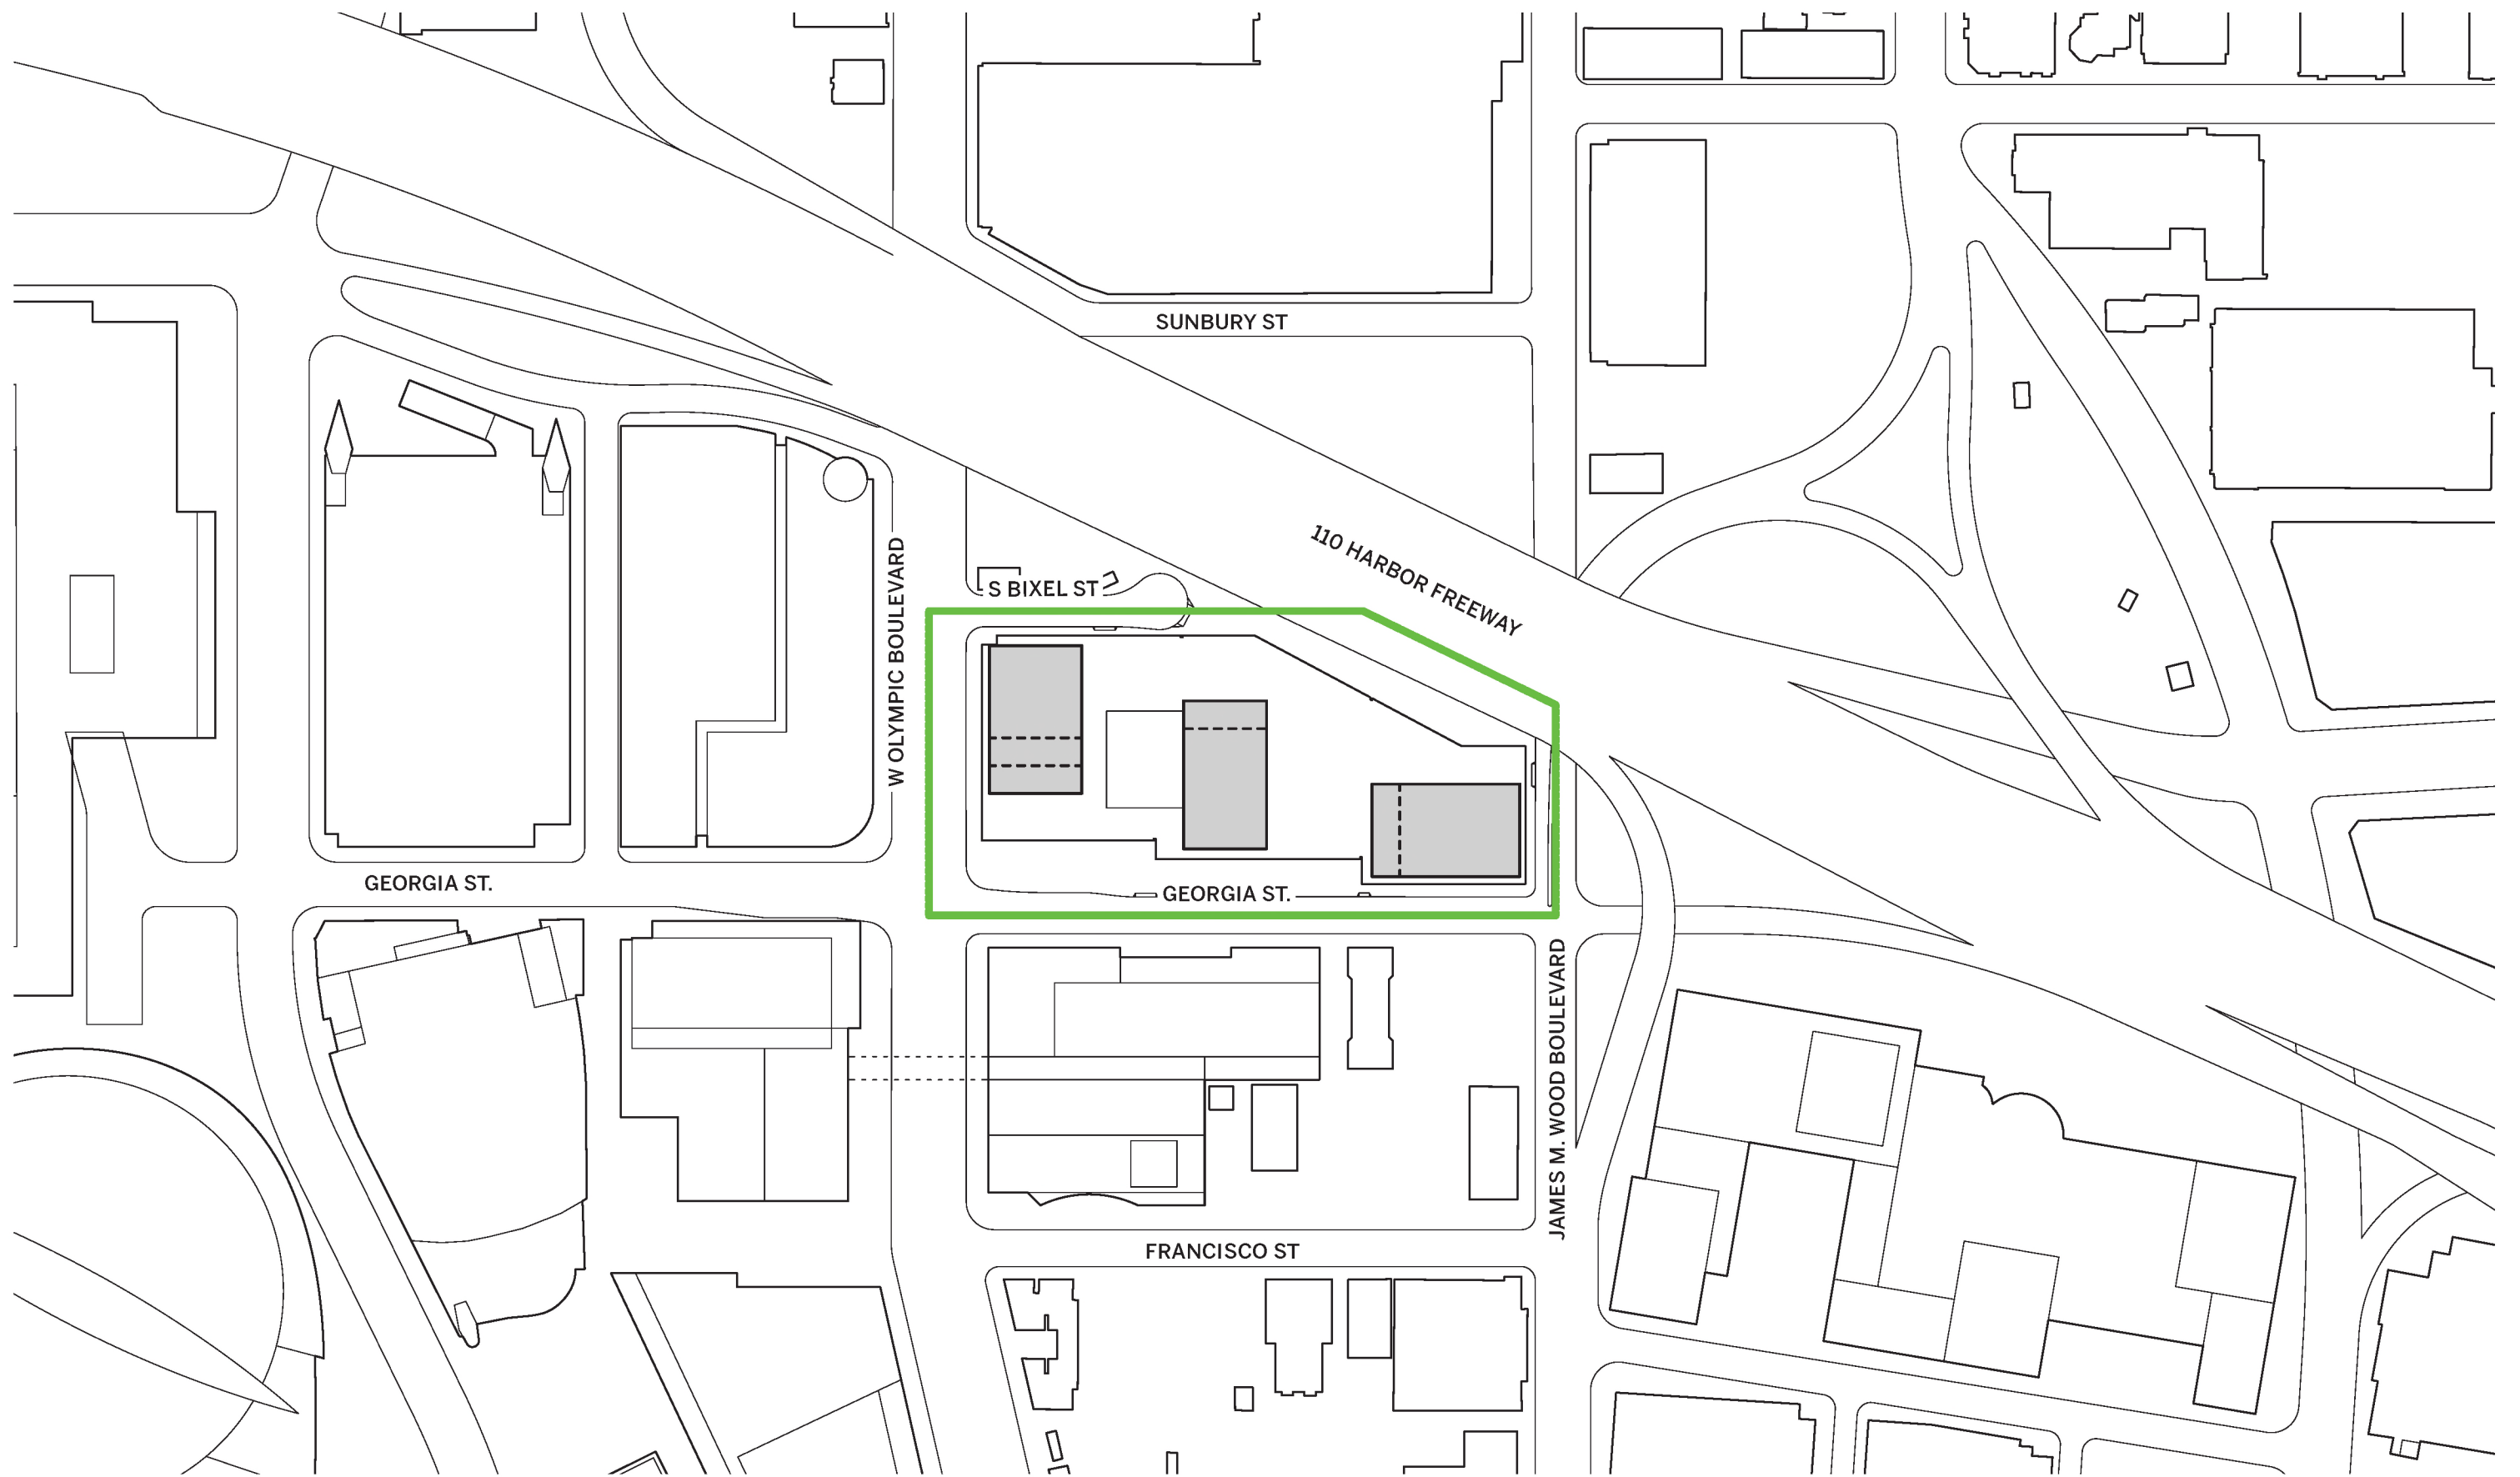 SUNBURY ST
110 HARBOR FREEWAY
S BIXEL ST
W OLYMPIC BOULEVARD
GEORGIA ST.
GEORGIA ST.
JAMES M. WOOD BOULEVARD
FRANCISCO ST